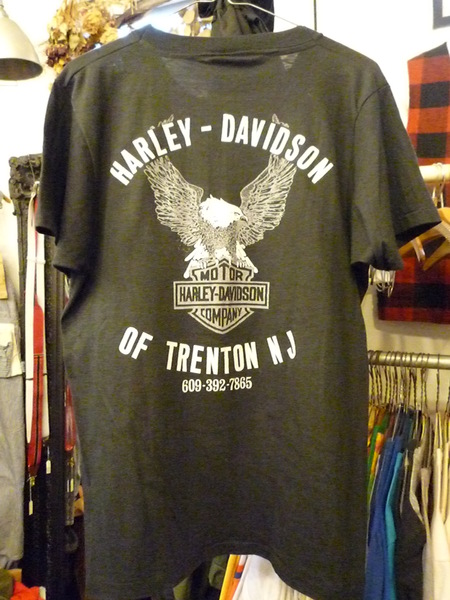 HARLEY-DAVIDSON
MOTOR
HARLEY-DAVIDSON
COMPANY
OF TRENTON NJ
609-392-7865